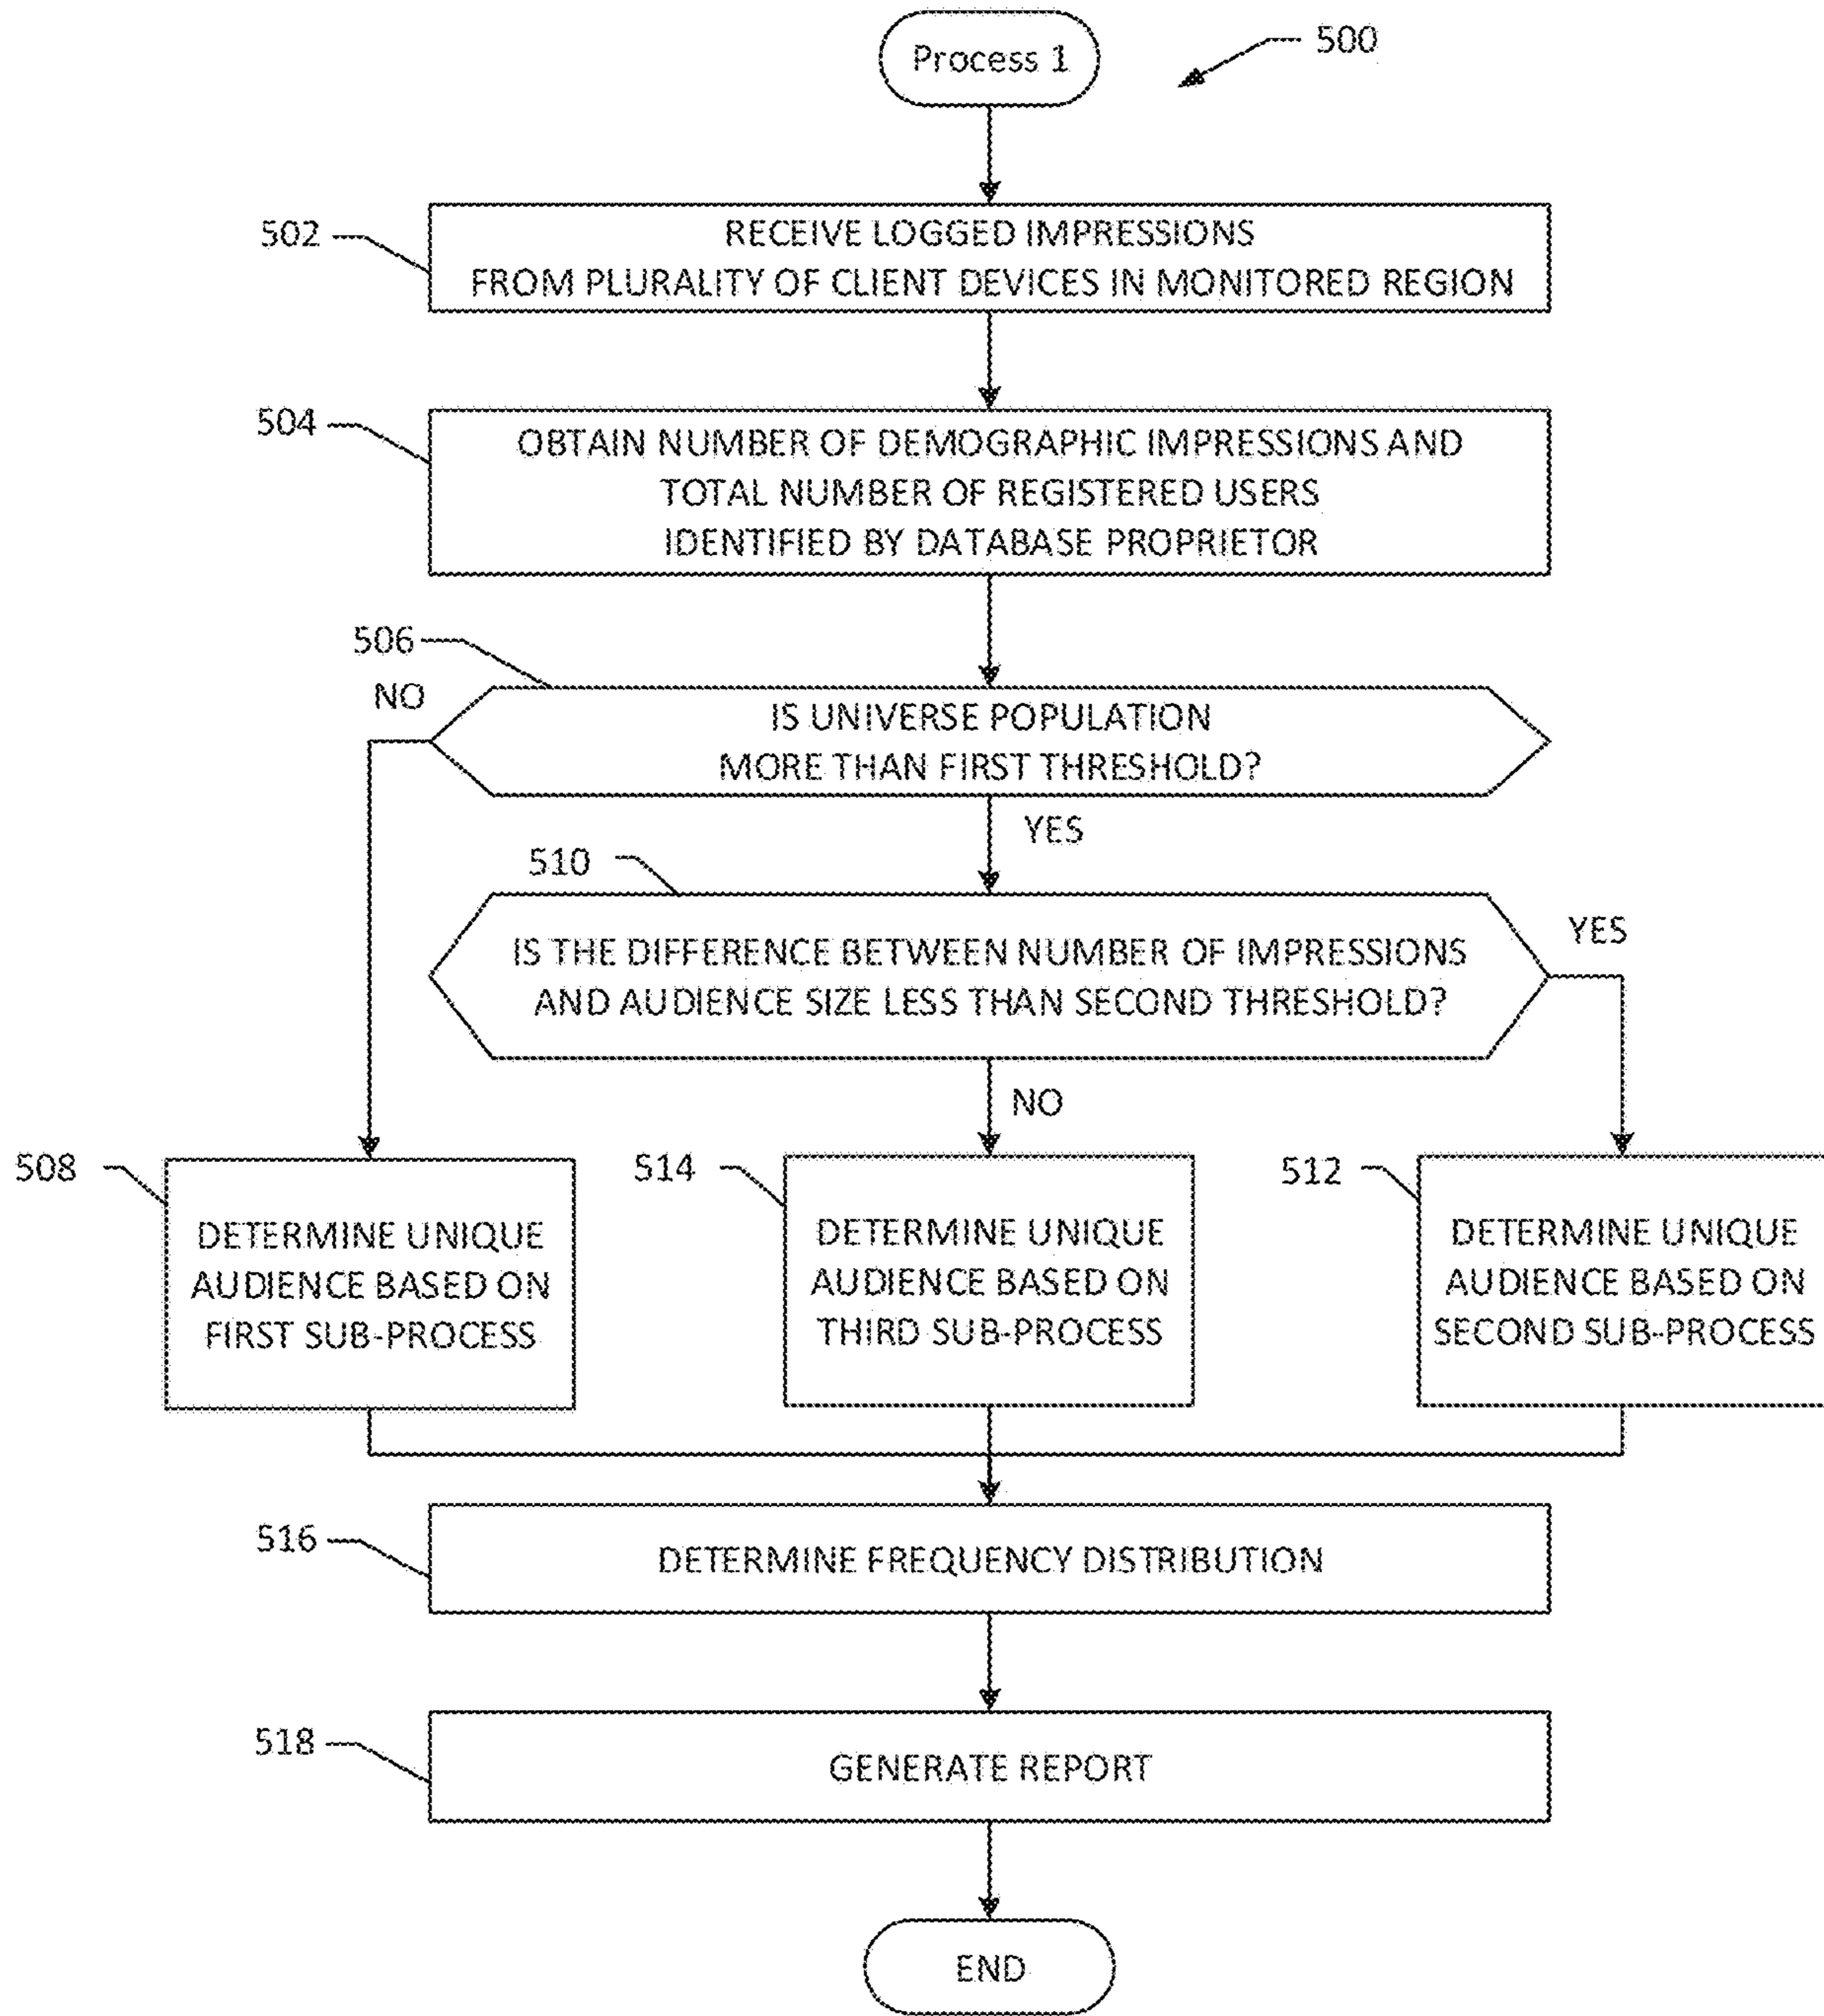 Process 1
500
502
RECEIVE LOGGED IMPRESSIONS
FROM PLURALITY OF CLIENT DEVICES IN MONITORED REGION
504
OBTAIN NUMBER OF DEMOGRAPHIC IMPRESSIONS AND
TOTAL NUMBER OF REGISTERED USERS
IDENTIFIED BY DATABASE PROPRIETOR
506
NO
IS UNIVERSE POPULATION
MORE THAN FIRST THRESHOLD?
YES
510
IS THE DIFFERENCE BETWEEN NUMBER OF IMPRESSIONS
AND AUDIENCE SIZE LESS THAN SECOND THRESHOLD?
YES
NO
508
DETERMINE UNIQUE
AUDIENCE BASED ON
FIRST SUB-PROCESS
514
DETERMINE UNIQUE
AUDIENCE BASED ON
THIRD SUB-PROCESS
512
DETERMINE UNIQUE
AUDIENCE BASED ON
SECOND SUB-PROCESS
516
DETERMINE FREQUENCY DISTRIBUTION
518
GENERATE REPORT
END